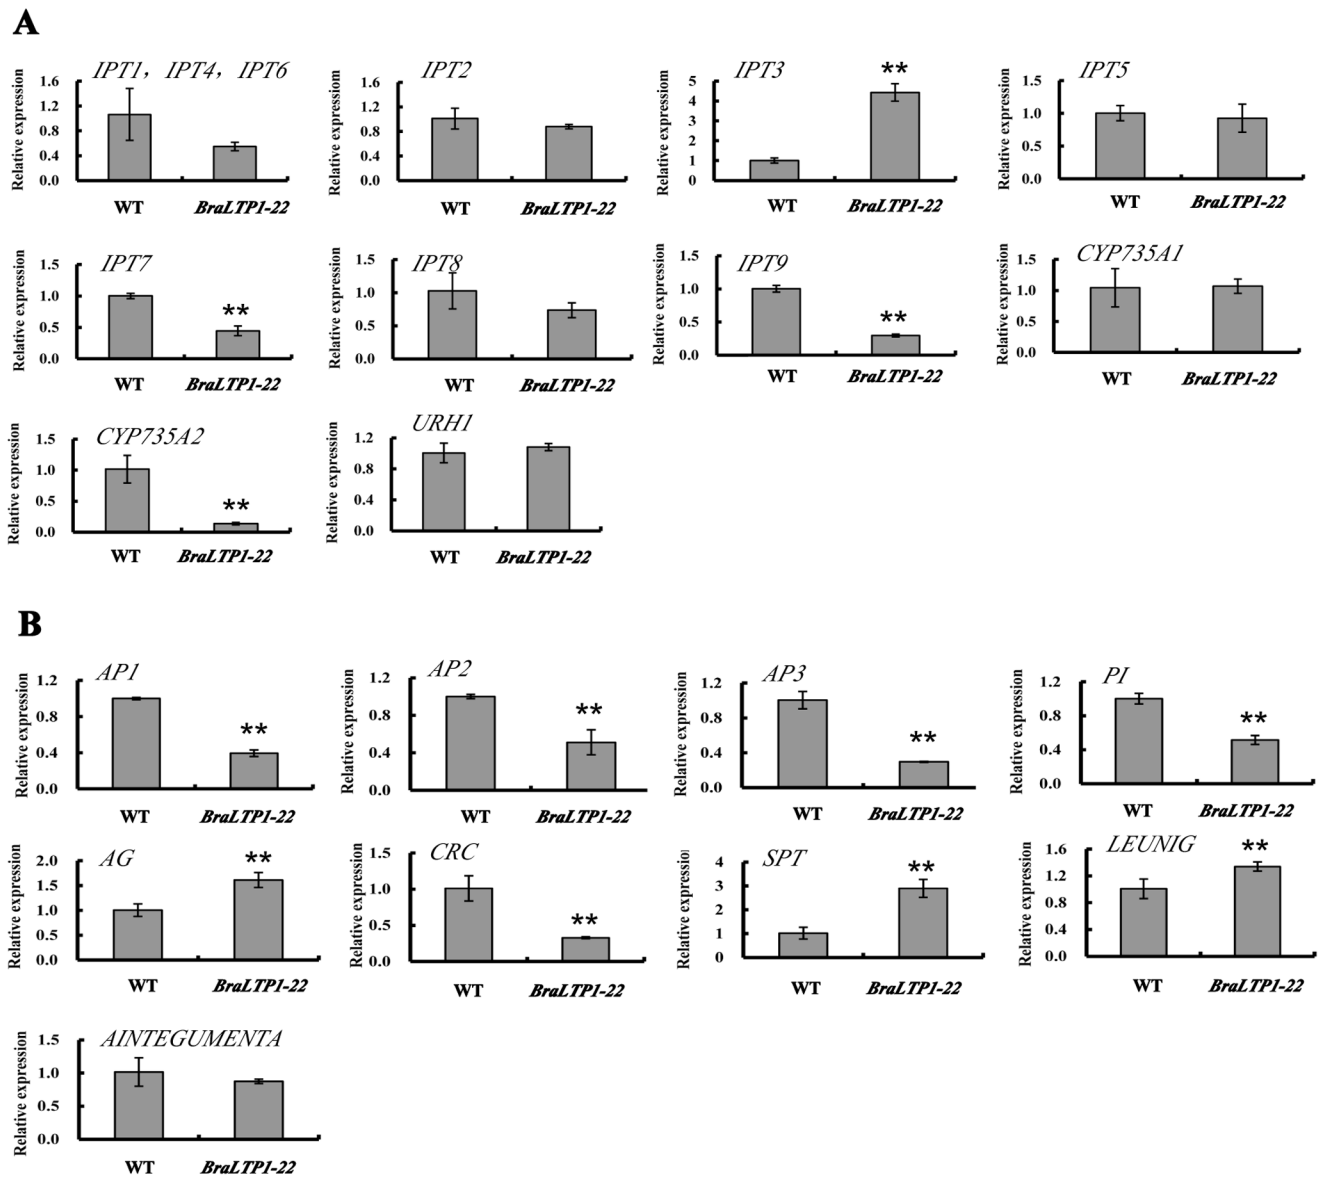 A
IPT1, IPT4, IPT6
Relative expression
1.6
1.2
0.8
0.4
0.0
WT BraLTP1-22
IPT2
Relative expression
1.6
1.2
0.8
0.4
0.0
WT BraLTP1-22
IPT3
Relative expression
5
4
3
2
1
0
**
WT BraLTP1-22
IPT5
Relative expression
1.5
1.0
0.5
0.0
WT BraLTP1-22
IPT7
Relative expression
1.5
1.0
0.5
0.0
**
WT BraLTP1-22
IPT8
Relative expression
1.5
1.0
0.5
0.0
WT BraLTP1-22
IPT9
Relative expression
1.5
1.0
0.5
0.0
**
WT BraLTP1-22
CYP735A1
Relative expression
1.5
1.0
0.5
0.0
WT BraLTP1-22
CYP735A2
Relative expression
1.5
1.0
0.5
0.0
**
WT BraLTP1-22
URH1
Relative expression
1.2
0.8
0.4
0.0
WT BraLTP1-22
B
AP1
Relative expression
1.2
0.8
0.4
0.0
**
WT BraLTP1-22
AP2
Relative expression
1.2
0.8
0.4
0.0
**
WT BraLTP1-22
AP3
Relative expression
1.2
0.8
0.4
0.0
**
WT BraLTP1-22
PI
Relative expression
1.2
0.8
0.4
0.0
**
WT BraLTP1-22
AG
Relative expression
2.0
1.5
1.0
0.5
0.0
**
WT BraLTP1-22
CRC
Relative expression
1.5
1.0
0.5
0.0
**
WT BraLTP1-22
SPT
Relative expression
4
3
2
1
0
**
WT BraLTP1-22
LEUNIG
Relative expression
1.6
1.2
0.8
0.4
0.0
**
WT BraLTP1-22
AINTEGUMENTA
Relative expression
1.5
1.0
0.5
0.0
WT BraLTP1-22